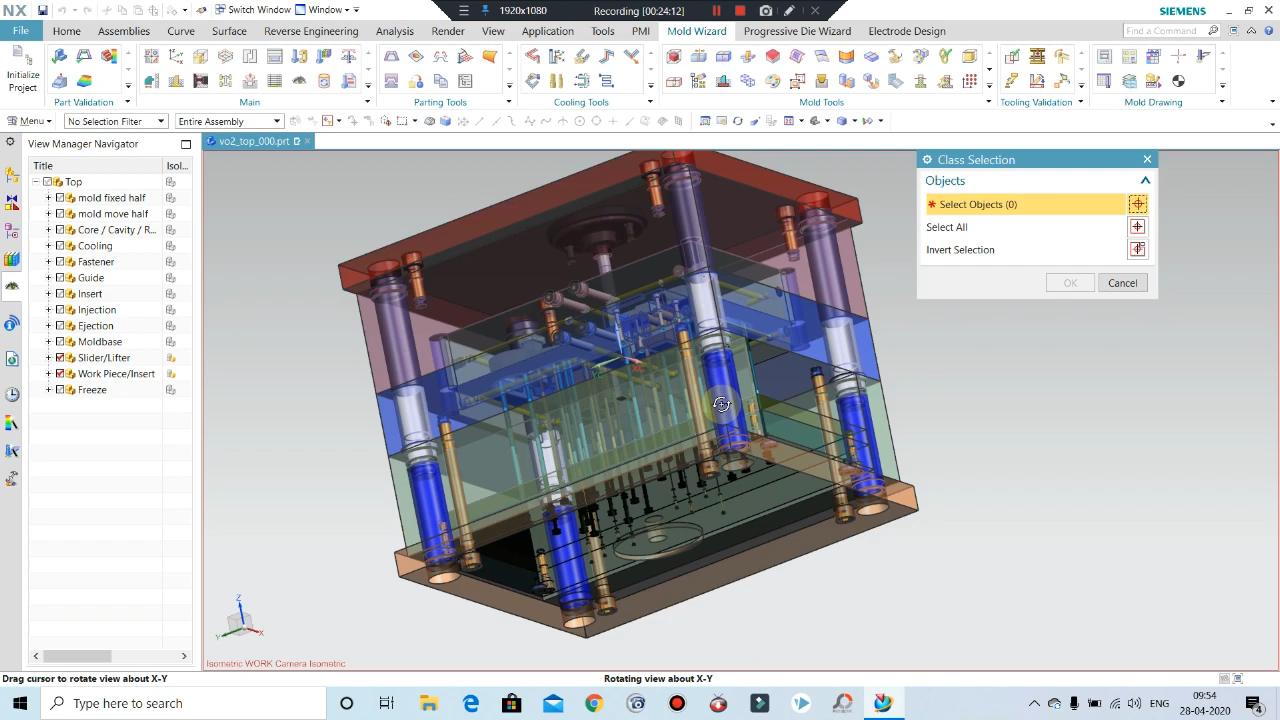 NX
Switch Window
Window
1920x1080
Recording [00:24:12]
SIEMENS
File
Home
Curve
Surface
Reverse Engineering
Analysis
Render
View
Application
Tools
PMI
Mold Wizard
Progressive Die Wizard
Electrode Design
Find a Command
Initialize
Project
Part Validation
Main
Parting Tools
Cooling Tools
Mold Tools
Tooling Validation
Mold Drawing
Menu
No Selection Filter
Entire Assembly
View Manager Navigator
vo2_top_000.prt
Title
Isol...
Top
mold fixed half
mold move half
Core / Cavity / R...
Cooling
Fastener
Guide
Insert
Injection
Ejection
Moldbase
Slider/Lifter
Work Piece/Insert
Freeze
Class Selection
Objects
* Select Objects (0)
Select All
Invert Selection
OK
Cancel
Z
Y
X
Isometric WORK Camera Isometric
Drag cursor to rotate view about X-Y
Rotating view about X-Y
Type here to search
ENG
09:54
28-04-2020